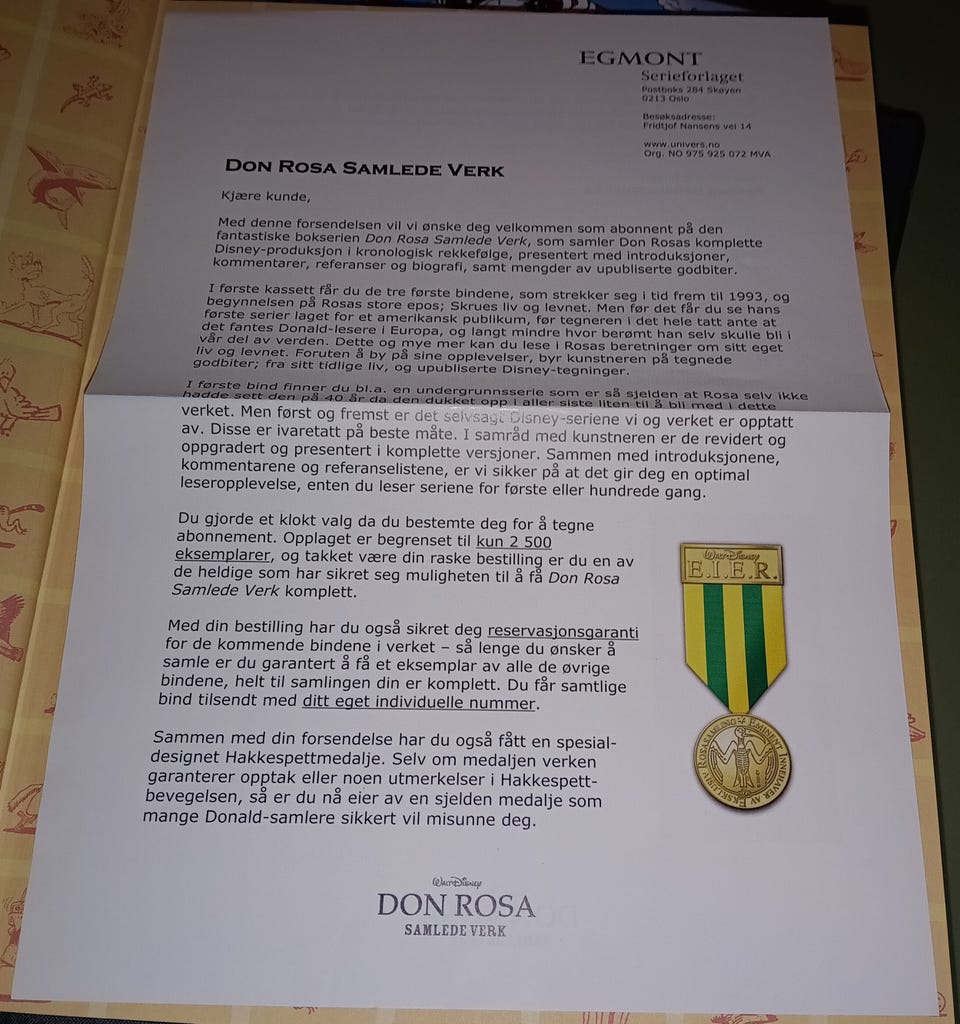 EGMONT
Serieforlaget
Postboks 284 Skøyen
0213 Oslo
Besøksadresse:
Fridtjof Nansens vei 14
www.univers.no
Org. NO 975 925 072 MVA
DON ROSA SAMLEDE VERK
Kjære kunde,
Med denne forsendelsen vil vi ønske deg velkommen som abonnent på den
fantastiske bokserien Don Rosa Samlede Verk, som samler Don Rosas komplette
Disney-produksjon i kronologisk rekkefølge, presentert med introduksjoner,
kommentarer, referanser og biografi, samt mengder av upubliserte godbiter.
I første kassett får du de tre første bindene, som strekker seg i tid frem til 1993, og
begynnelsen på Rosas store epos; Skrues liv og levnet. Men før det får du se hans
første serier laget for et amerikansk publikum, før tegneren i det hele tatt ante at
det fantes Donald-lesere i Europa, og langt mindre hvor berømt han selv skulle bli i
vår del av verden. Dette og mye mer kan du lese i Rosas beretninger om sitt eget
liv og levnet. Foruten å by på sine opplevelser, byr kunstneren på tegnede
godbiter; fra sitt tidlige liv, og upubliserte Disney-tegninger.
I første bind finner du bl.a. en undergrunnsserie som er så sjelden at Rosa selv ikke
hadde sett den på 40 år da den dukket opp i aller siste liten til å bli med i dette
verket. Men først og fremst er det selvsagt Disney-seriene vi og verket er opptatt
av. Disse er ivaretatt på beste måte. I samråd med kunstneren er de revidert og
oppgradert og presentert i komplette versjoner. Sammen med introduksjonene,
kommentarene og referanselistene, er vi sikker på at det gir deg en optimal
leseropplevelse, enten du leser seriene for første eller hundrede gang.
Du gjorde et klokt valg da du bestemte deg for å tegne
abonnement. Opplaget er begrenset til kun 2 500
eksemplarer, og takket være din raske bestilling er du en av
de heldige som har sikret seg muligheten til å få Don Rosa
Samlede Verk komplett.
Med din bestilling har du også sikret deg reservasjonsgaranti
for de kommende bindene i verket – så lenge du ønsker å
samle er du garantert å få et eksemplar av alle de øvrige
bindene, helt til samlingen din er komplett. Du får samtlige
bind tilsendt med ditt eget individuelle nummer.
Sammen med din forsendelse har du også fått en spesial-
designet Hakkespettmedalje. Selv om medaljen verken
garanterer opptak eller noen utmerkelser i Hakkespett-
bevegelsen, så er du nå eier av en sjelden medalje som
mange Donald-samlere sikkert vil misunne deg.
Walt Disney
E.I.E.R.
EMINENT INNEHAVER AV EKSKLUSIV ROSASAMLING
Walt Disney
DON ROSA
SAMLEDE VERK